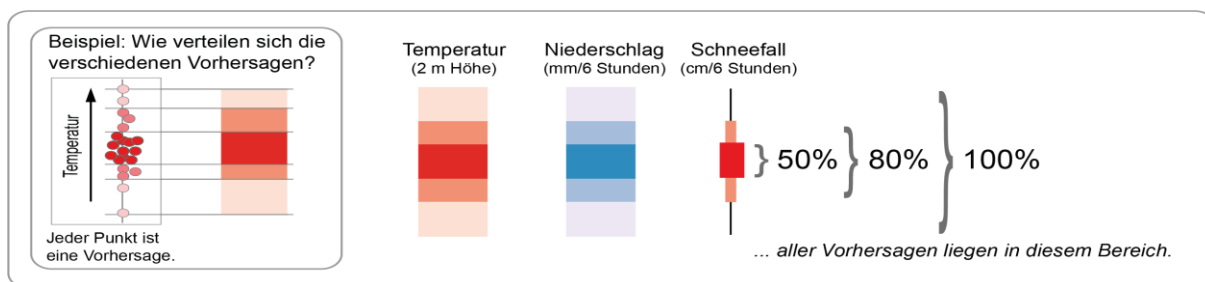 Beispiel: Wie verteilen sich die
verschiedenen Vorhersagen?
Temperatur
Jeder Punkt ist
eine Vorhersage.
Temperatur
(2 m Höhe)
Niederschlag
(mm/6 Stunden)
Schneefall
(cm/6 Stunden)
50%
80%
100%
... aller Vorhersagen liegen in diesem Bereich.